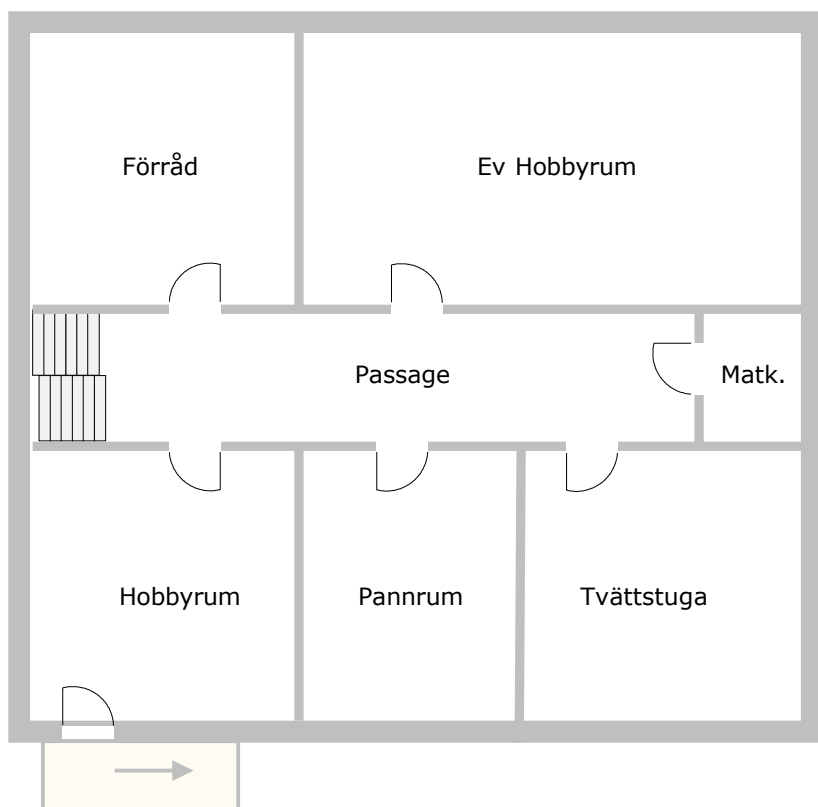 Förråd
Ev Hobbyrum
Passage
Matk.
Hobbyrum
Pannrum
Tvättstuga